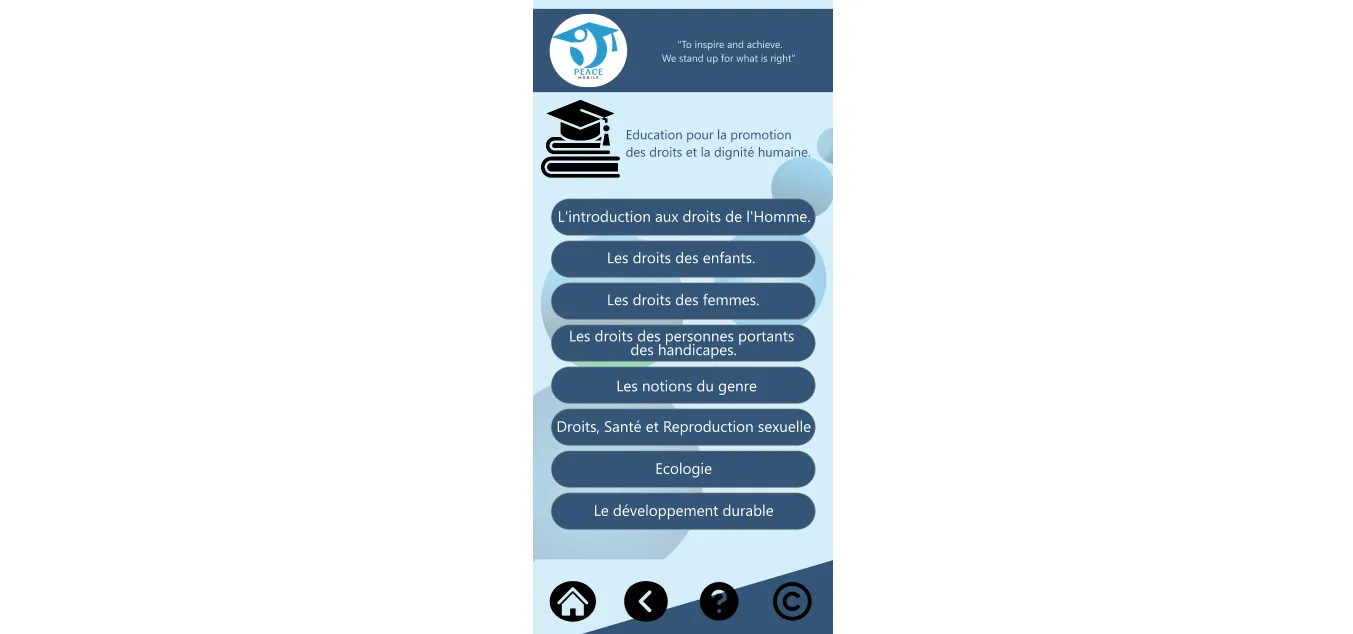 PEACE
MOBILE
"To inspire and achieve.
We stand up for what is right"
Education pour la promotion
des droits et la dignité humaine.
L'introduction aux droits de l'Homme.
Les droits des enfants.
Les droits des femmes.
Les droits des personnes portants
des handicapes.
Les notions du genre
Droits, Santé et Reproduction sexuelle
Ecologie
Le développement durable
?
C